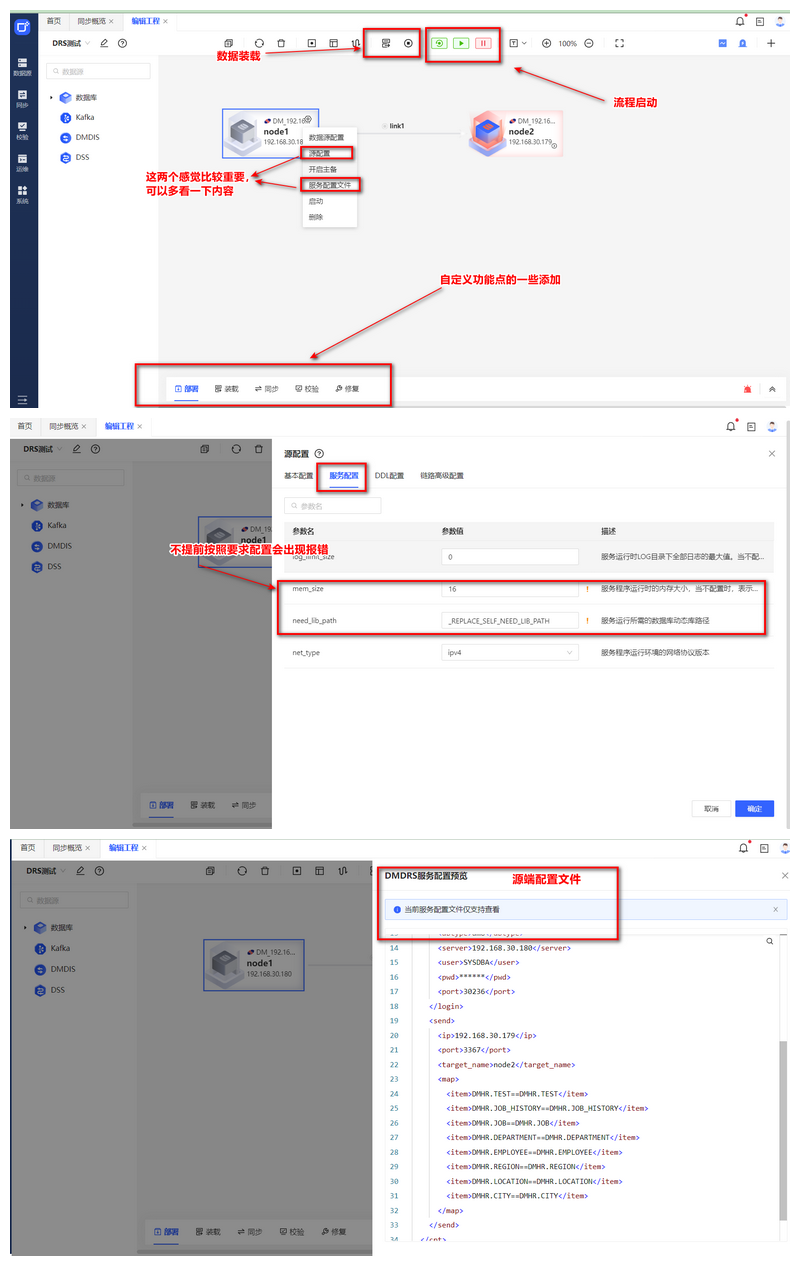 首页 同步概览 × 编辑工程 ×
DRS测试
100%
数据装载
流程启动
数据源
同步
校验
运维
系统
数据源
数据库
Kafka
DMDIS
DSS
DM_192.16
node1
192.168.30.18
link1
DM_192.16...
node2
192.168.30.179
数据源配置
源配置
开启主备
服务配置文件
启动
删除
这两个感觉比较重要，
可以多看一下内容
自定义功能点的一些添加
部署 装载 同步 校验 修复
首页 同步概览 × 编辑工程 ×
DRS测试
数据源
数据库
Kafka
DMDIS
DSS
DM_192
node1
不提前按照要求配置会出现报错
部署 装载 同步
源配置
基本配置 服务配置 DDL配置 链路高级配置
参数名
参数名 参数值 描述
log_limit_size 0 服务运行时LOG目录下全部日志的最大值。当不配...
mem_size 16 ! 服务程序运行时的内存大小，当不配置时，表示...
need_lib_path _REPLACE_SELF_NEED_LIB_PATH ! 服务运行所需的数据库动态库路径
net_type ipv4 服务程序运行环境的网络协议版本
取消 确定
首页 同步概览 × 编辑工程 ×
DRS测试
数据源
数据库
Kafka
DMDIS
DSS
DM_192.16...
node1
192.168.30.180
部署 装载 同步 校验 修复
DMDRS服务配置预览
源端配置文件
当前服务配置文件仅支持查看
14 <server>192.168.30.180</server>
15 <user>SYSDBA</user>
16 <pwd>******</pwd>
17 <port>30236</port>
18 </login>
19 <send>
20 <ip>192.168.30.179</ip>
21 <port>3367</port>
22 <target_name>node2</target_name>
23 <map>
24 <item>DMHR.TEST==DMHR.TEST</item>
25 <item>DMHR.JOB_HISTORY==DMHR.JOB_HISTORY</item>
26 <item>DMHR.JOB==DMHR.JOB</item>
27 <item>DMHR.DEPARTMENT==DMHR.DEPARTMENT</item>
28 <item>DMHR.EMPLOYEE==DMHR.EMPLOYEE</item>
29 <item>DMHR.REGION==DMHR.REGION</item>
30 <item>DMHR.LOCATION==DMHR.LOCATION</item>
31 <item>DMHR.CITY==DMHR.CITY</item>
32 </map>
33 </send>
34 </cpt>